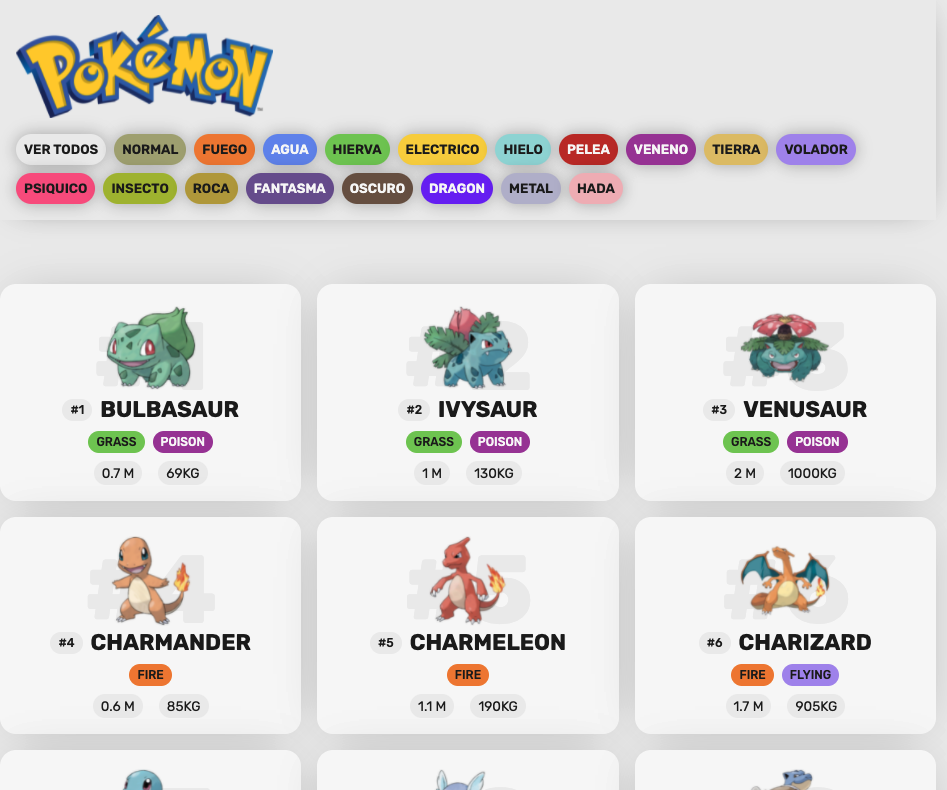 POKéMON
VER TODOS NORMAL FUEGO AGUA HIERVA ELECTRICO HIELO PELEA VENENO TIERRA VOLADOR
PSIQUICO INSECTO ROCA FANTASMA OSCURO DRAGON METAL HADA
#1 #2 #3
#1 BULBASAUR #2 IVYSAUR #3 VENUSAUR
GRASS POISON GRASS POISON GRASS POISON
0.7 M 69KG 1 M 130KG 2 M 1000KG
#4 #5 #6
#4 CHARMANDER #5 CHARMELEON #6 CHARIZARD
FIRE FIRE FIRE FLYING
0.6 M 85KG 1.1 M 190KG 1.7 M 905KG